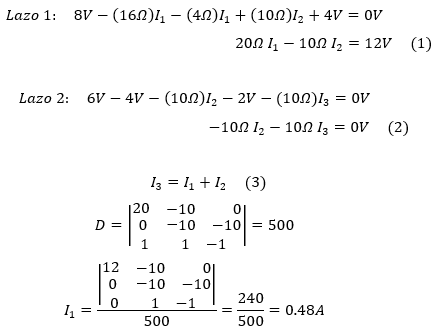 Lazo 1: 8V − (16Ω)I₁ − (4Ω)I₁ + (10Ω)I₂ + 4V = 0V
20Ω I₁ − 10Ω I₂ = 12V (1)
Lazo 2: 6V − 4V − (10Ω)I₂ − 2V − (10Ω)I₃ = 0V
−10Ω I₂ − 10Ω I₃ = 0V (2)
I₃ = I₁ + I₂ (3)
D = |20 −10 0|
|0 −10 −10| = 500
|1 1 −1|
|12 −10 0|
|0 −10 −10|
|0 1 −1|
I₁ = ───── = 240/500 = 0.48A
500